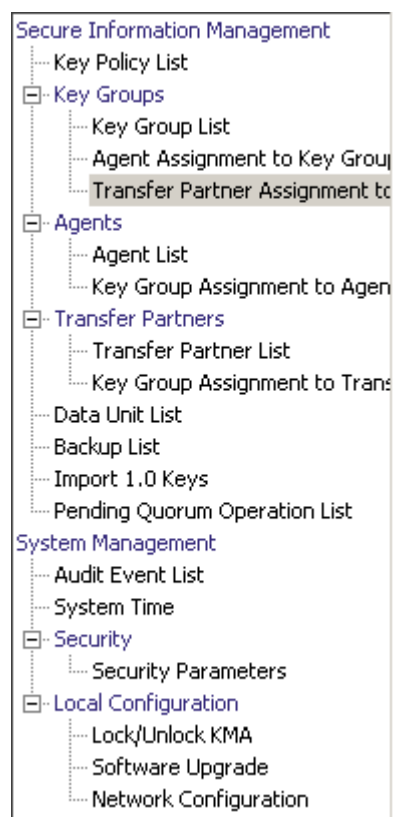 Secure Information Management
Key Policy List
Key Groups
Key Group List
Agent Assignment to Key Grou
Transfer Partner Assignment to
Agents
Agent List
Key Group Assignment to Agen
Transfer Partners
Transfer Partner List
Key Group Assignment to Trans
Data Unit List
Backup List
Import 1.0 Keys
Pending Quorum Operation List
System Management
Audit Event List
System Time
Security
Security Parameters
Local Configuration
Lock/Unlock KMA
Software Upgrade
Network Configuration